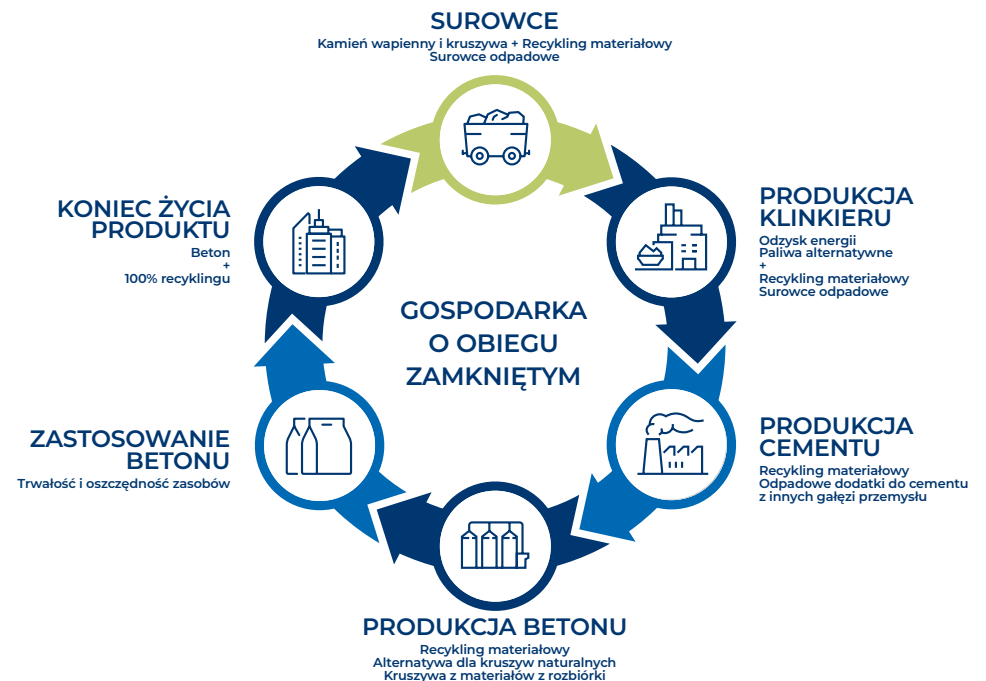 SUROWCE
Kamień wapienny i kruszywa + Recykling materiałowy
Surowce odpadowe
PRODUKCJA
KLINKIERU
Odzysk energii
Paliwa alternatywne
+
Recykling materiałowy
Surowce odpadowe
PRODUKCJA
CEMENTU
Recykling materiałowy
Odpadowe dodatki do cementu
z innych gałęzi przemysłu
PRODUKCJA BETONU
Recykling materiałowy
Alternatywa dla kruszyw naturalnych
Kruszywa z materiałów z rozbiórki
ZASTOSOWANIE
BETONU
Trwałość i oszczędność zasobów
KONIEC ŻYCIA
PRODUKTU
Beton
+
100% recyklingu
GOSPODARKA
O OBIEGU
ZAMKNIĘTYM